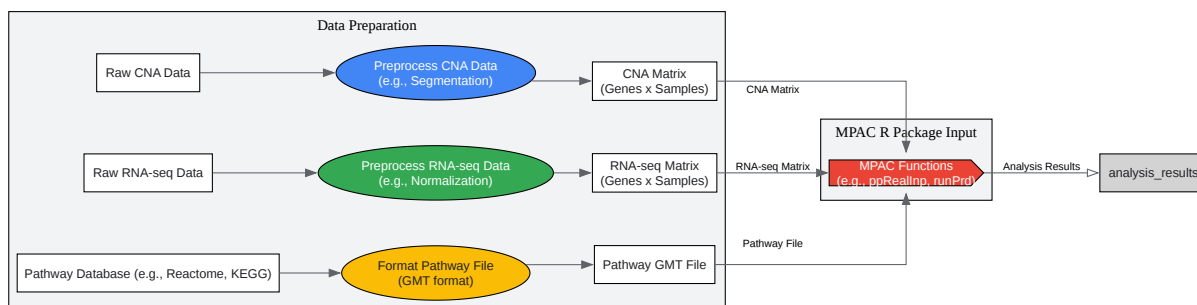 Data Preparation
Raw CNA Data
Preprocess CNA Data
(e.g., Segmentation)
CNA Matrix
(Genes x Samples)
CNA Matrix
Raw RNA-seq Data
Preprocess RNA-seq Data
(e.g., Normalization)
RNA-seq Matrix
(Genes x Samples)
RNA-seq Matrix
MPAC R Package Input
MPAC Functions
(e.g., ppRealInp, runPrd)
Analysis Results
analysis_results
Pathway Database (e.g., Reactome, KEGG)
Format Pathway File
(GMT format)
Pathway GMT File
Pathway File